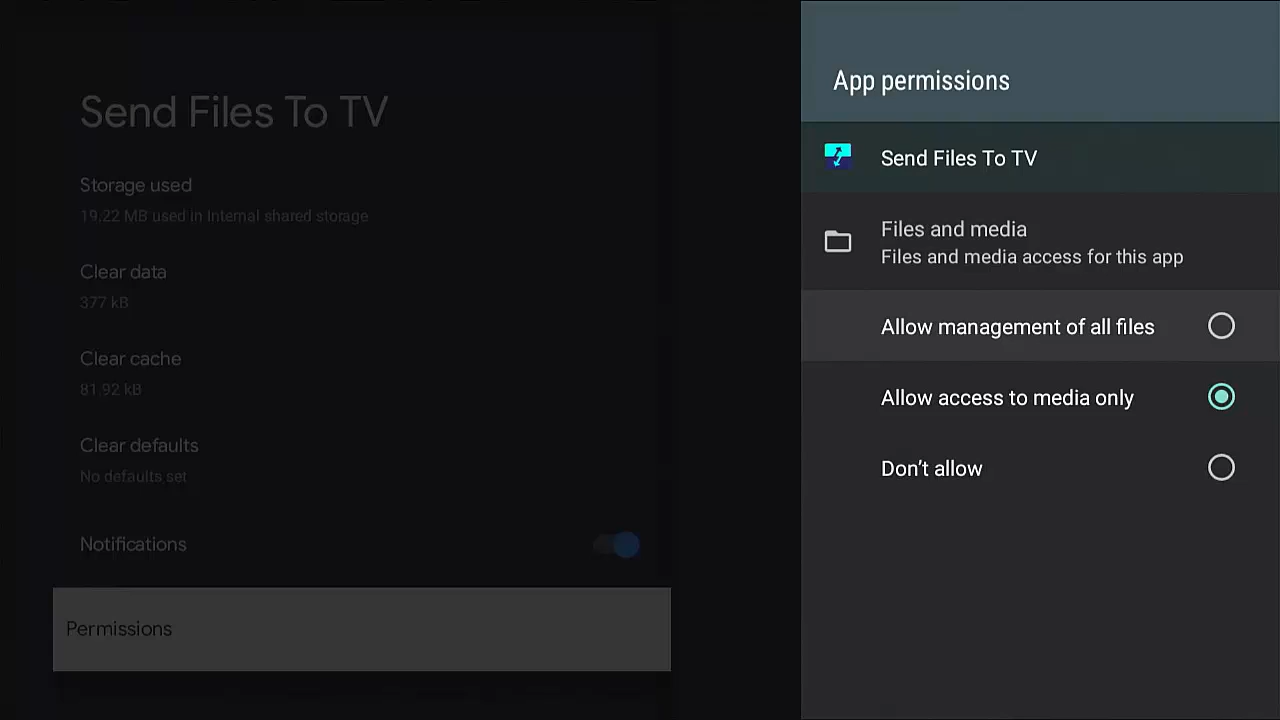 Send Files To TV
Storage used
19.22 MB used in Internal shared storage
Clear data
377 kB
Clear cache
81.92 kB
Clear defaults
No defaults set
Notifications
Permissions
App permissions
Send Files To TV
Files and media
Files and media access for this app
Allow management of all files
Allow access to media only
Don’t allow